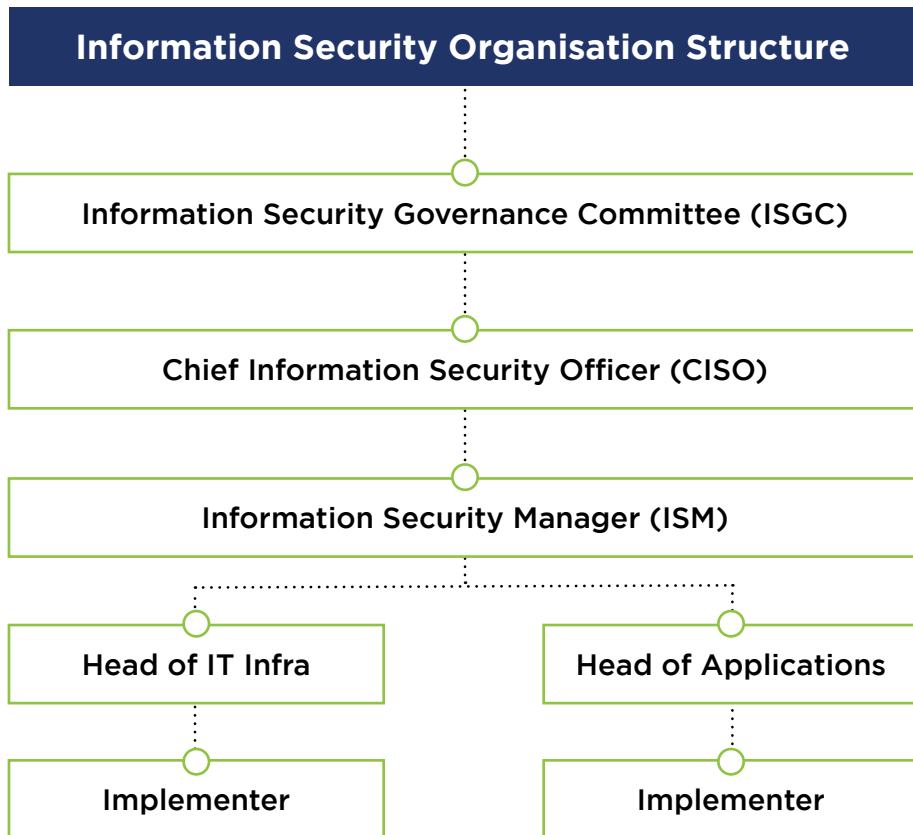 Information Security Organisation Structure
Information Security Governance Committee (ISGC)
Chief Information Security Officer (CISO)
Information Security Manager (ISM)
Head of IT Infra
Head of Applications
Implementer
Implementer